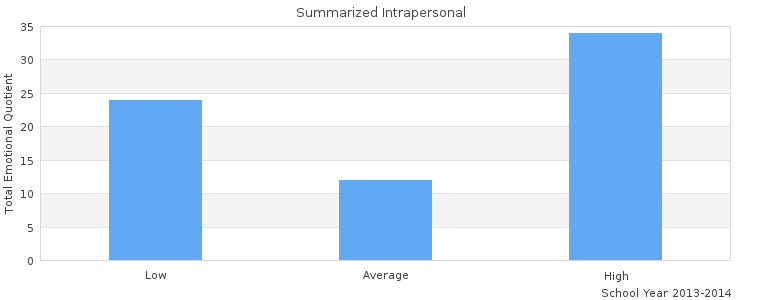 Summarized Intrapersonal
Total Emotional Quotient
35
30
25
20
15
10
5
0
Low Average High
School Year 2013-2014